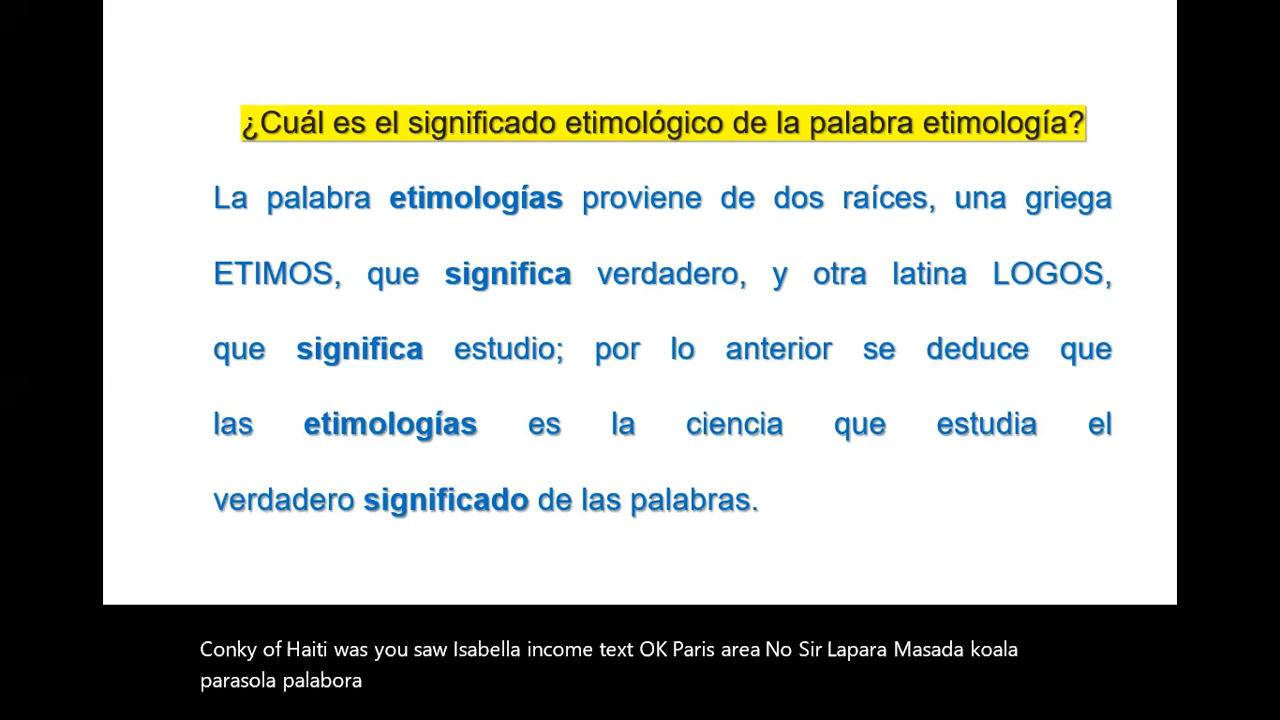 ¿Cuál es el significado etimológico de la palabra etimología?
La palabra etimologías proviene de dos raíces, una griega
ETIMOS, que significa verdadero, y otra latina LOGOS,
que significa estudio; por lo anterior se deduce que
las etimologías es la ciencia que estudia el
verdadero significado de las palabras.
Conky of Haiti was you saw Isabella income text OK Paris area No Sir Lapara Masada koala
parasola palabora